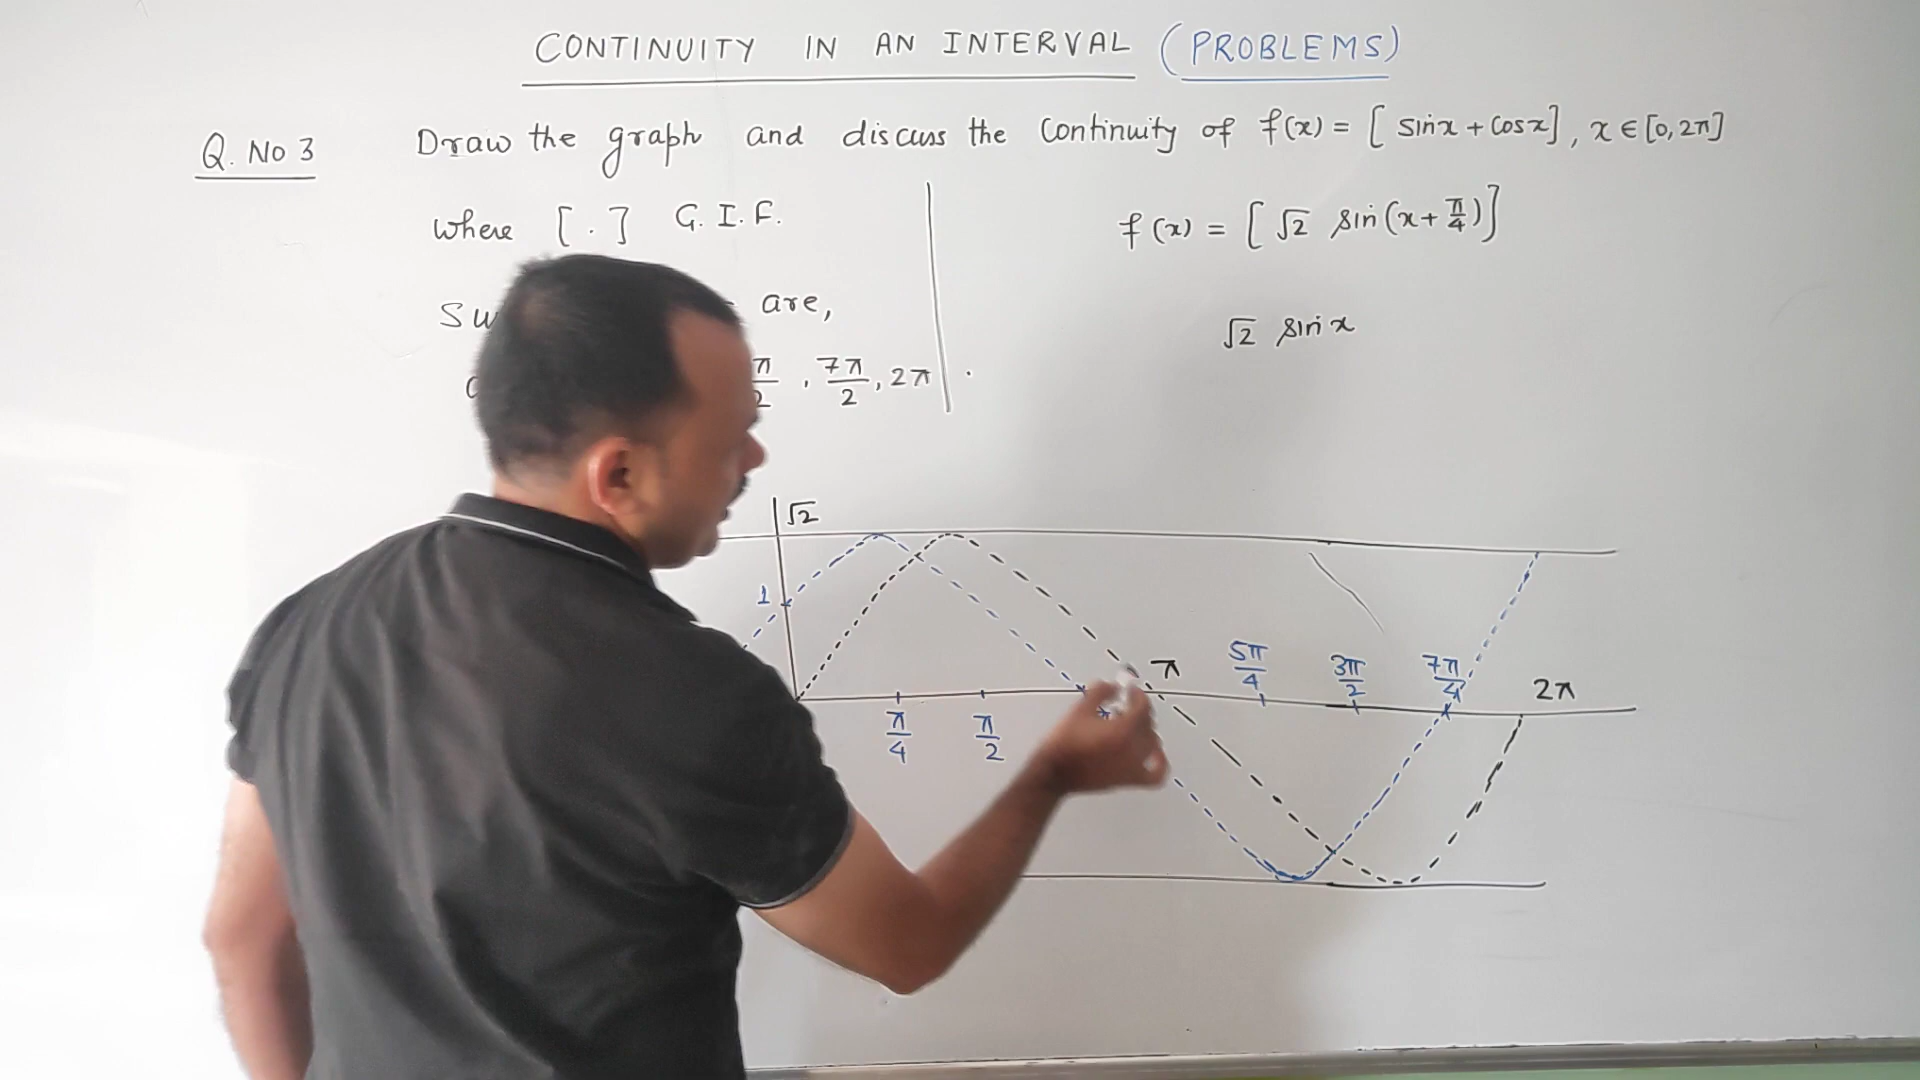 CONTINUITY IN AN INTERVAL (PROBLEMS)
Q. No 3 Draw the graph and discuss the Continuity of f(x) = [ sinx + cosx ], x ∈ [0, 2π]
where [ . ] G. I. F.
f(x) = [ √2 sin(x + π/4) ]
are,
√2 sin x
π/2 , 7π/2 , 2π .
√2
1
π 5π/4 3π/2 7π/4 2π
π/4 π/2